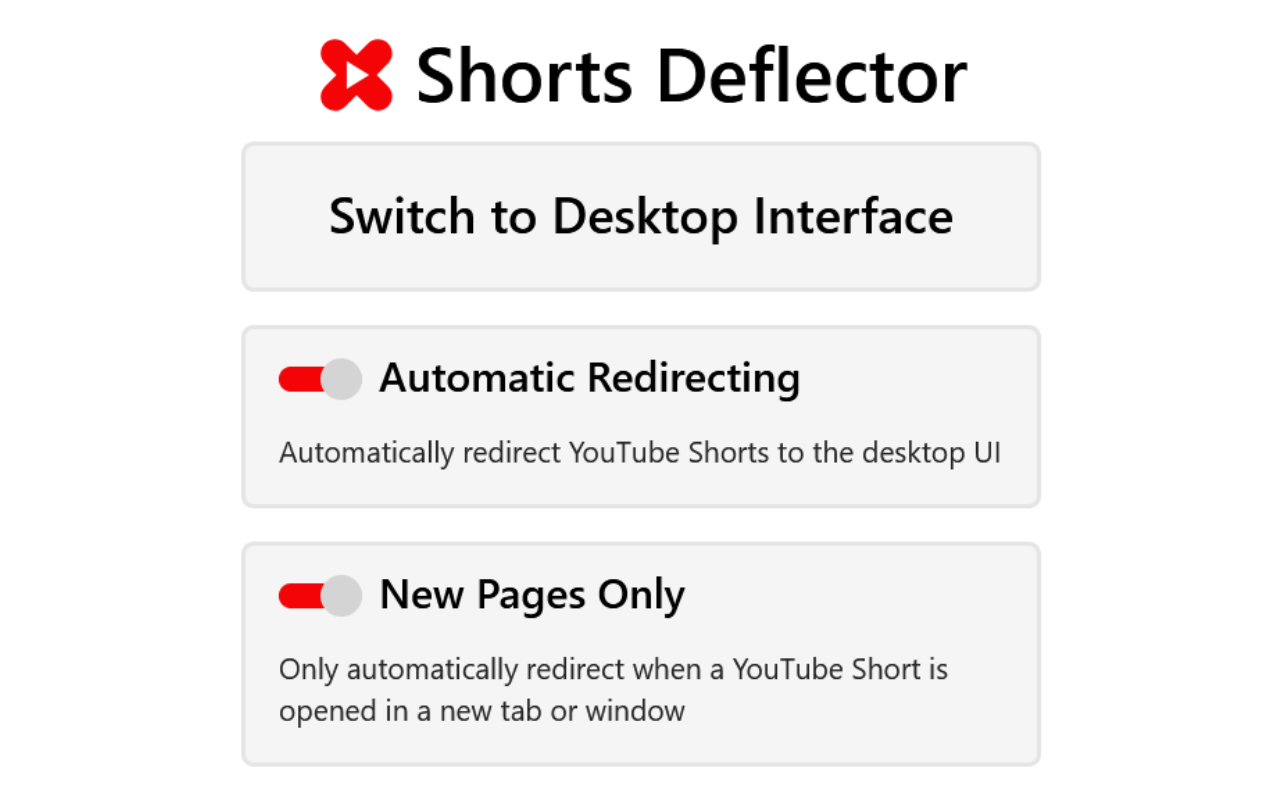 Shorts Deflector
Switch to Desktop Interface
Automatic Redirecting
Automatically redirect YouTube Shorts to the desktop UI
New Pages Only
Only automatically redirect when a YouTube Short is
opened in a new tab or window